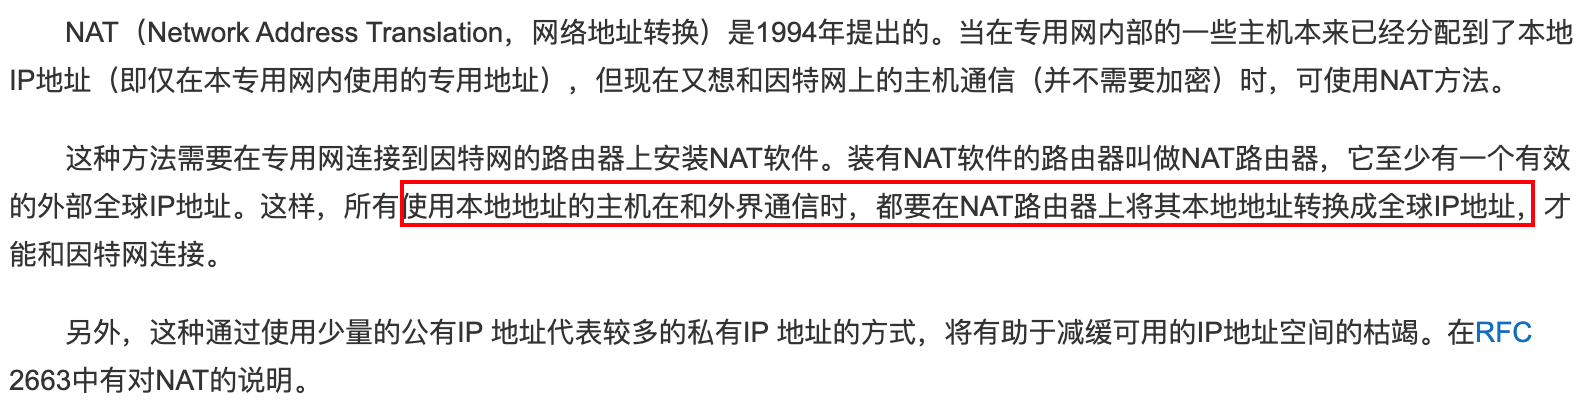 NAT（Network Address Translation，网络地址转换）是1994年提出的。当在专用网内部的一些主机本来已经分配到了本地
IP地址（即仅在本专用网内使用的专用地址），但现在又想和因特网上的主机通信（并不需要加密）时，可使用NAT方法。
这种方法需要在专用网连接到因特网的路由器上安装NAT软件。装有NAT软件的路由器叫做NAT路由器，它至少有一个有效
的外部全球IP地址。这样，所有使用本地地址的主机在和外界通信时，都要在NAT路由器上将其本地地址转换成全球IP地址，才
能和因特网连接。
另外，这种通过使用少量的公有IP 地址代表较多的私有IP 地址的方式，将有助于减缓可用的IP地址空间的枯竭。在RFC
2663中有对NAT的说明。